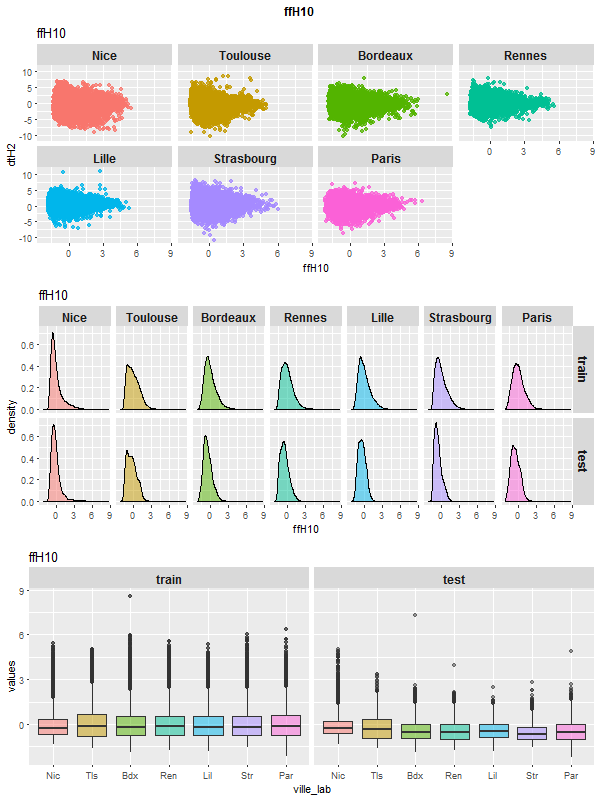 ffH10
ffH10
Nice Toulouse Bordeaux Rennes
10
5
0
-5
-10
0 3 6 9
Lille Strasbourg Paris
10
5
0
-5
-10
0 3 6 9 0 3 6 9 0 3 6 9
dtH2
ffH10
ffH10
Nice Toulouse Bordeaux Rennes Lille Strasbourg Paris
0.6
0.4
0.2
0.0
train
0.6
0.4
0.2
0.0
test
density
0 3 6 9 0 3 6 9 0 3 6 9 0 3 6 9 0 3 6 9 0 3 6 9 0 3 6 9
ffH10
ffH10
train test
9
6
3
0
values
Nic Tls Bdx Ren Lil Str Par Nic Tls Bdx Ren Lil Str Par
ville_lab